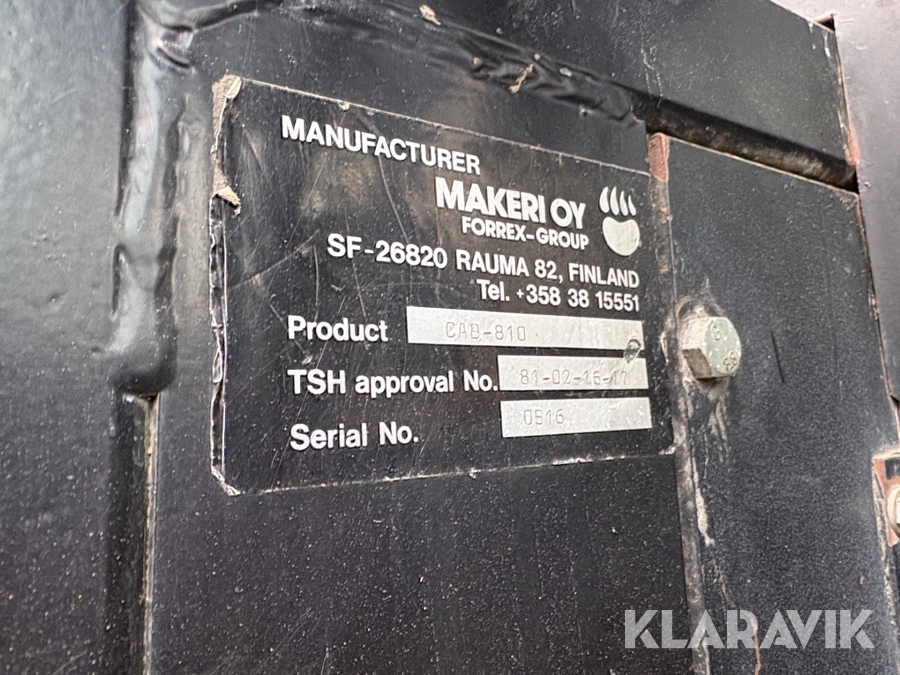 MANUFACTURER
MAKERI OY
FORREX-GROUP
SF-26820 RAUMA 82, FINLAND
Tel. +358 38 15551
Product CAB-810
TSH approval No. 81-02-16-17
Serial No. 0516
KLARAVIK